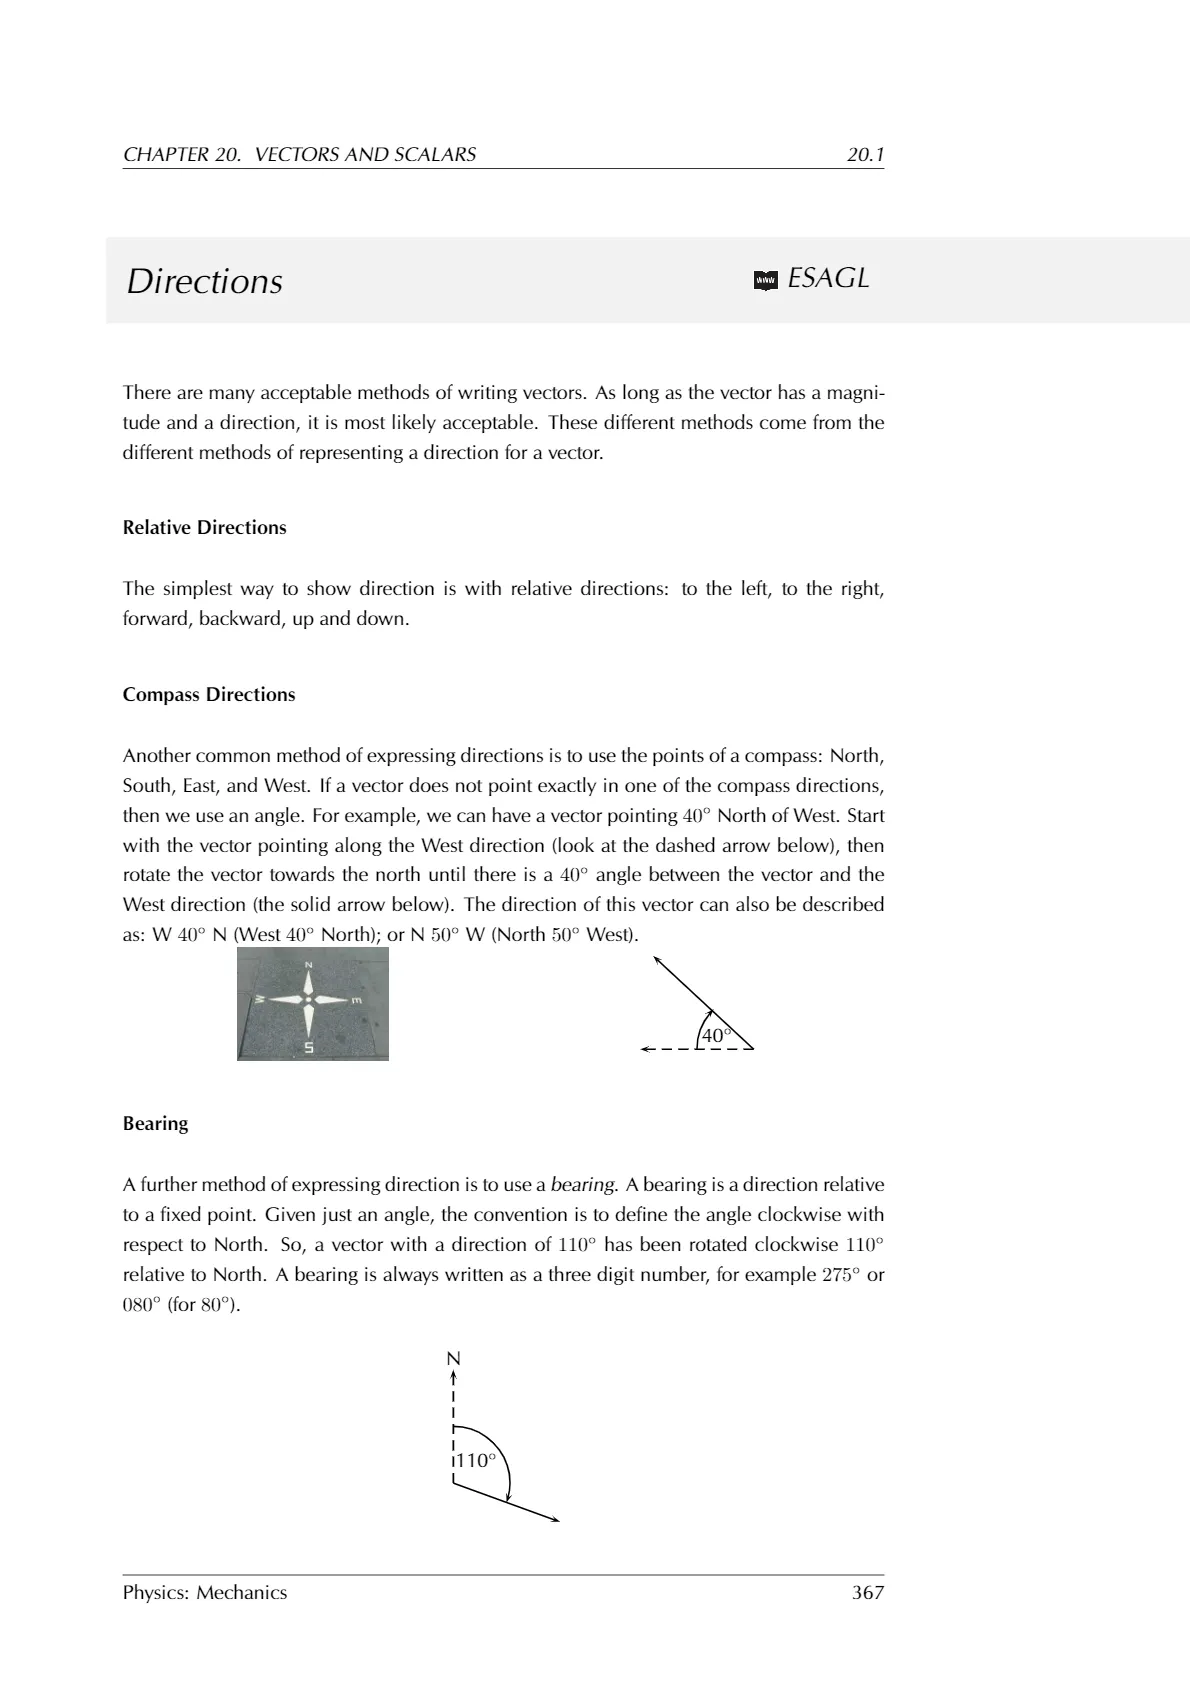 CHAPTER 20. VECTORS AND SCALARS 20.1
Directions
www ESAGL
There are many acceptable methods of writing vectors. As long as the vector has a magni-
tude and a direction, it is most likely acceptable. These different methods come from the
different methods of representing a direction for a vector.
Relative Directions
The simplest way to show direction is with relative directions: to the left, to the right,
forward, backward, up and down.
Compass Directions
Another common method of expressing directions is to use the points of a compass: North,
South, East, and West. If a vector does not point exactly in one of the compass directions,
then we use an angle. For example, we can have a vector pointing 40° North of West. Start
with the vector pointing along the West direction (look at the dashed arrow below), then
rotate the vector towards the north until there is a 40° angle between the vector and the
West direction (the solid arrow below). The direction of this vector can also be described
as: W 40° N (West 40° North); or N 50° W (North 50° West).
N
W E
S
40°
Bearing
A further method of expressing direction is to use a bearing. A bearing is a direction relative
to a fixed point. Given just an angle, the convention is to define the angle clockwise with
respect to North. So, a vector with a direction of 110° has been rotated clockwise 110°
relative to North. A bearing is always written as a three digit number, for example 275° or
080° (for 80°).
N
110°
Physics: Mechanics 367